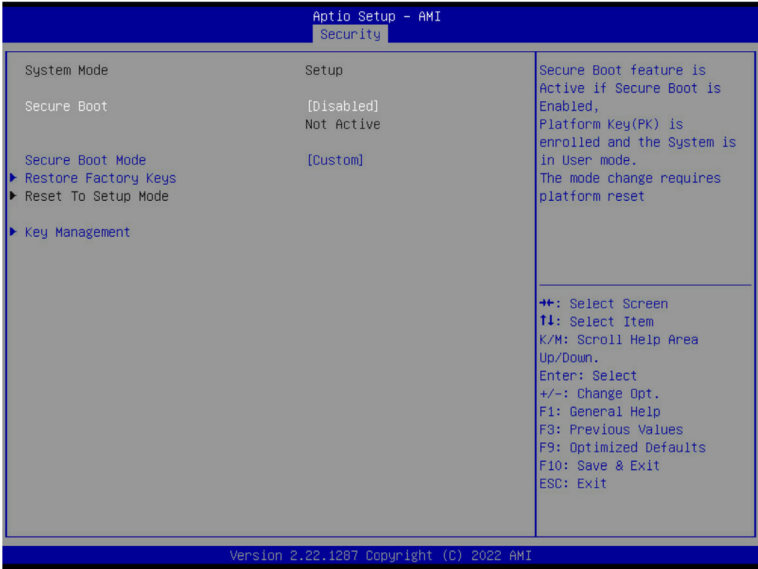 Aptio Setup – AMI
Security
System Mode Setup
Secure Boot [Disabled]
Not Active
Secure Boot Mode [Custom]
▶ Restore Factory Keys
▶ Reset To Setup Mode
▶ Key Management
Secure Boot feature is
Active if Secure Boot is
Enabled,
Platform Key(PK) is
enrolled and the System is
in User mode.
The mode change requires
platform reset
→←: Select Screen
↑↓: Select Item
K/M: Scroll Help Area
Up/Down.
Enter: Select
+/-: Change Opt.
F1: General Help
F3: Previous Values
F9: Optimized Defaults
F10: Save & Exit
ESC: Exit
Version 2.22.1287 Copyright (C) 2022 AMI